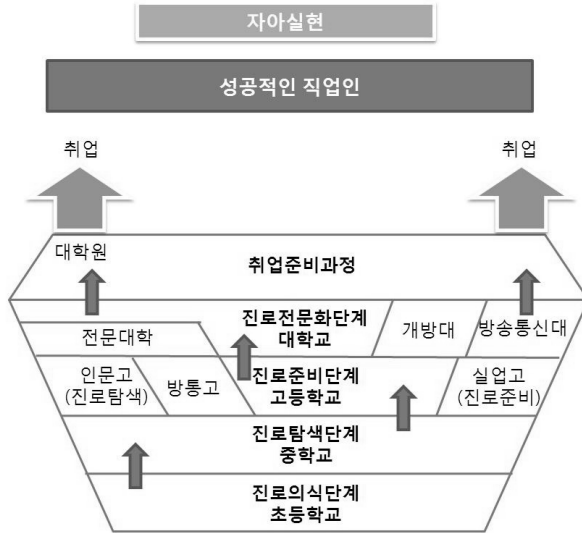 자아실현
성공적인 직업인
취업
취업
대학원
취업준비과정
진로전문화단계
대학교
개방대
방송통신대
전문대학
인문고
(진로탐색)
방통고
진로준비단계
고등학교
실업고
(진로준비)
진로탐색단계
중학교
진로의식단계
초등학교